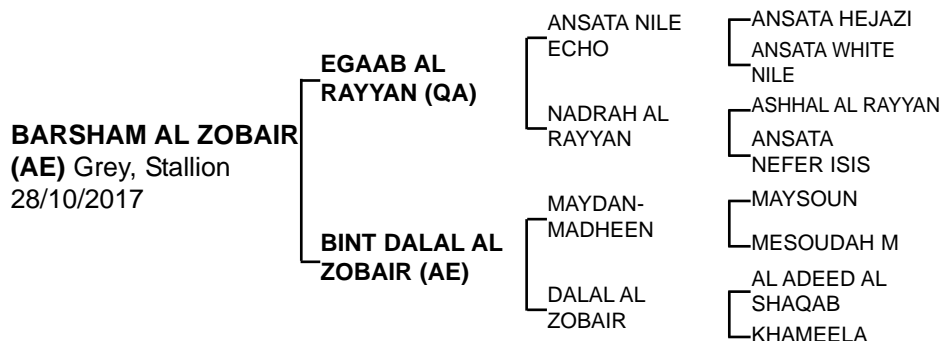 BARSHAM AL ZOBAIR
(AE) Grey, Stallion
28/10/2017
EGAAB AL
RAYYAN (QA)
BINT DALAL AL
ZOBAIR (AE)
ANSATA NILE
ECHO
NADRAH AL
RAYYAN
MAYDAN-
MADHEEN
DALAL AL
ZOBAIR
ANSATA HEJAZI
ANSATA WHITE
NILE
ASHHAL AL RAYYAN
ANSATA
NEFER ISIS
MAYSOUN
MESOUDAH M
AL ADEED AL
SHAQAB
KHAMEELA